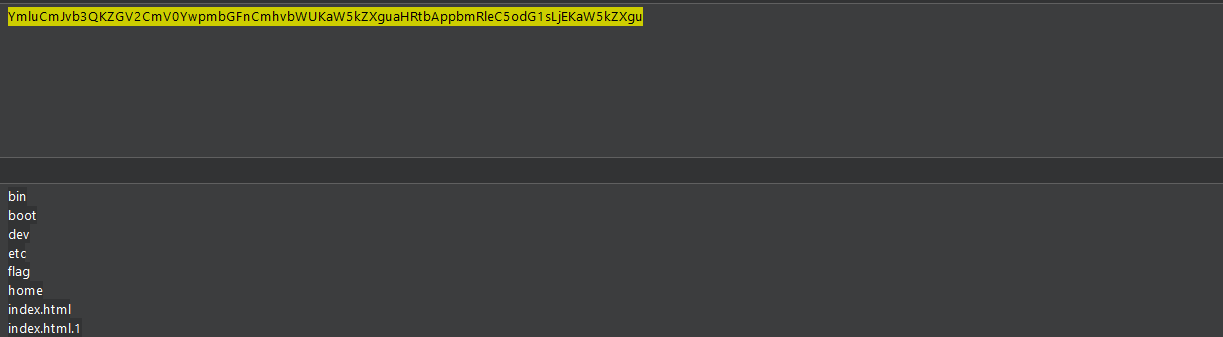 YmluCmJvb3QKZGV2CmV0YwpmbGFnCmhvbWUKaW5kZXguaHRtbAppbmRleC5odG1sLjEKaW5kZXgu
bin
boot
dev
etc
flag
home
index.html
index.html.1